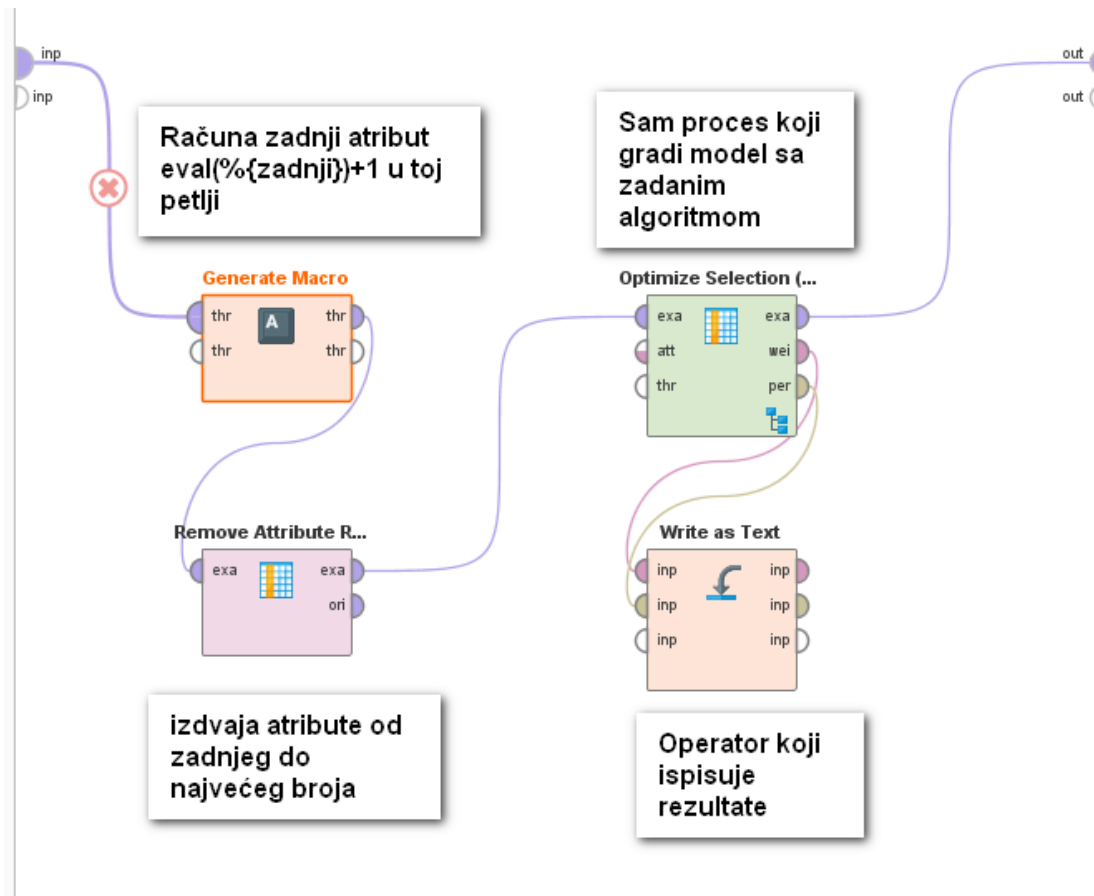 inp
inp
out
out
Računa zadnji atribut
eval(%{zadnji})+1 u toj
petlji
Sam proces koji
gradi model sa
zadanim
algoritmom
Generate Macro
thr thr
A
thr thr
Optimize Selection (...
exa exa
att wei
thr per
Remove Attribute R...
exa exa
ori
Write as Text
inp inp
inp inp
inp inp
izdvaja atribute od
zadnjeg do
najvećeg broja
Operator koji
ispisuje
rezultate